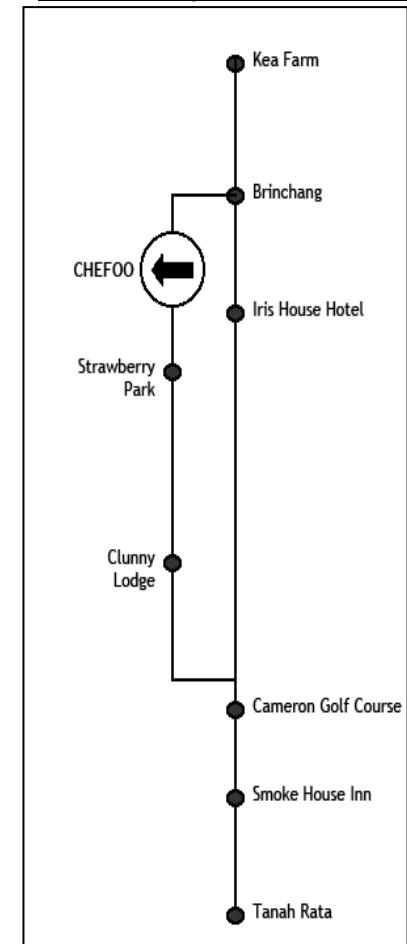 Kea Farm
Brinchang
CHEFOO
Iris House Hotel
Strawberry
Park
Clunny
Lodge
Cameron Golf Course
Smoke House Inn
Tanah Rata